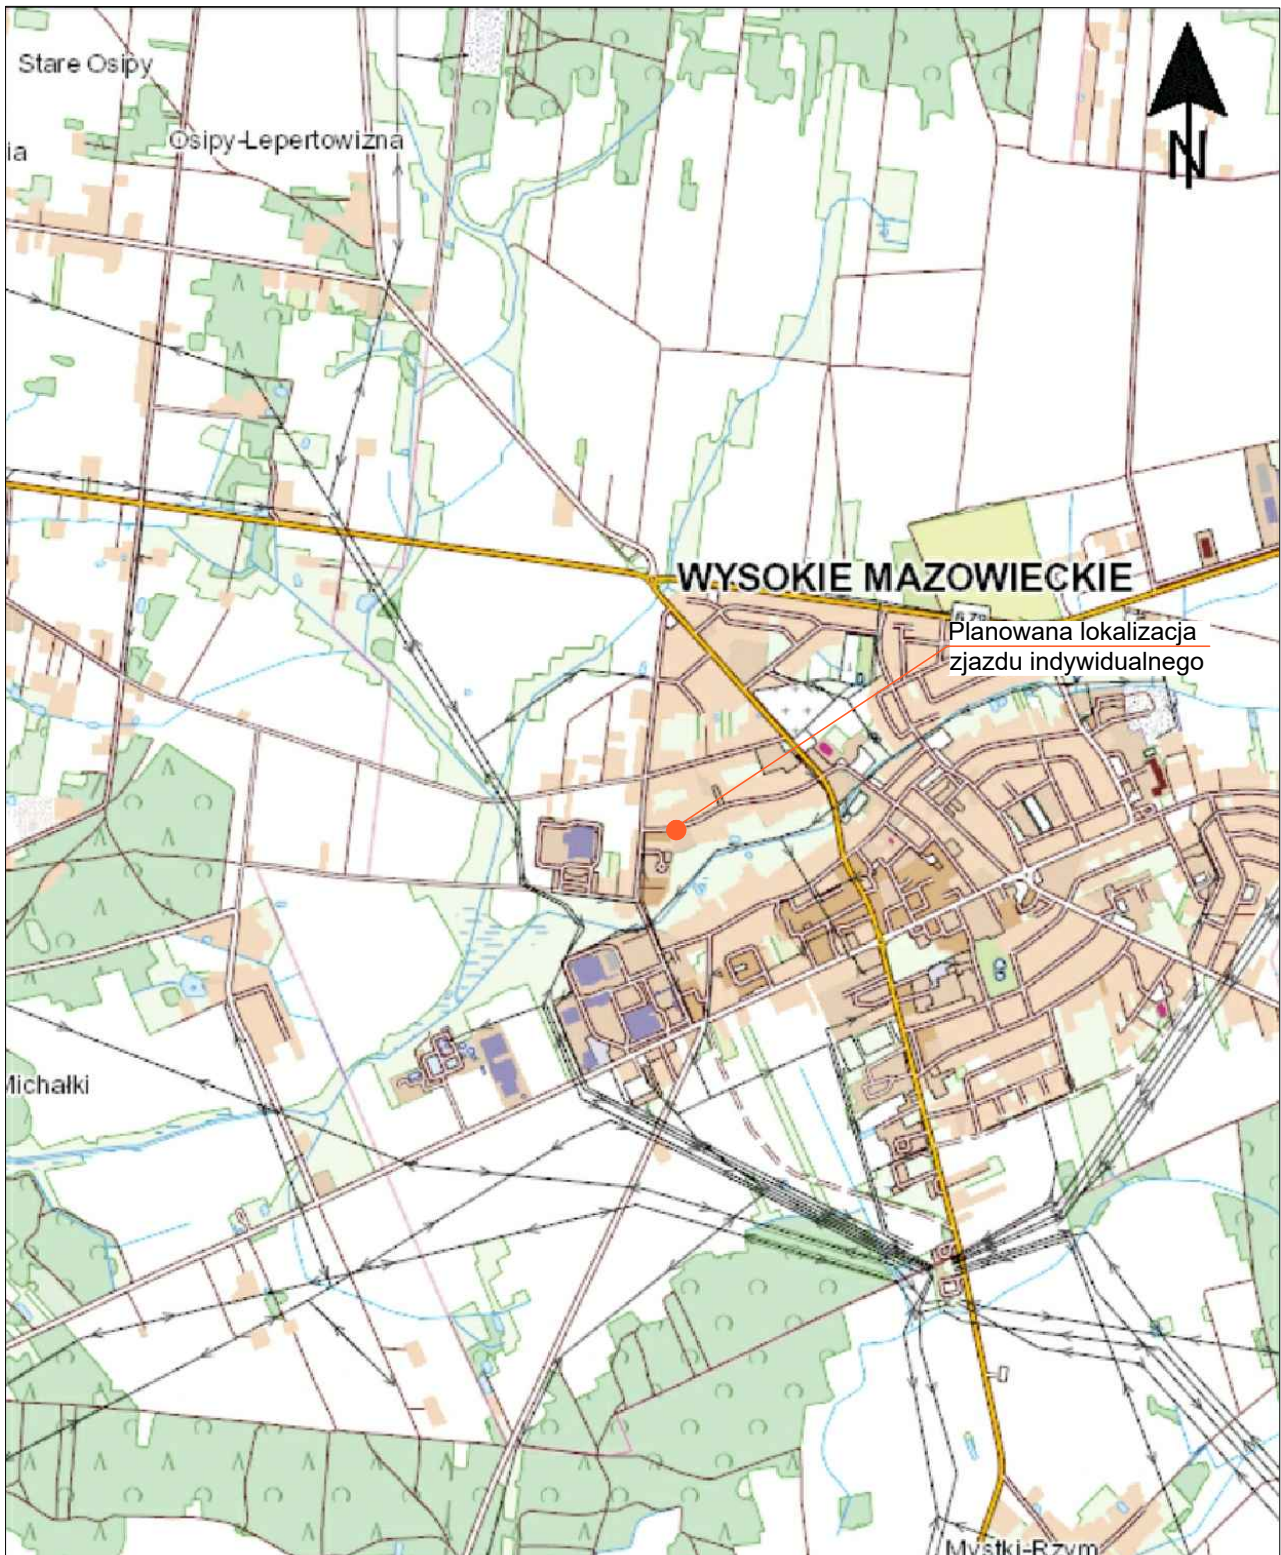 Stare Osipy
N
Osipy-Lepertowizna
ia
WYSOKIE MAZOWIECKIE
Planowana lokalizacja
zjazdu indywidualnego
Michałki
Mystki-Rzym